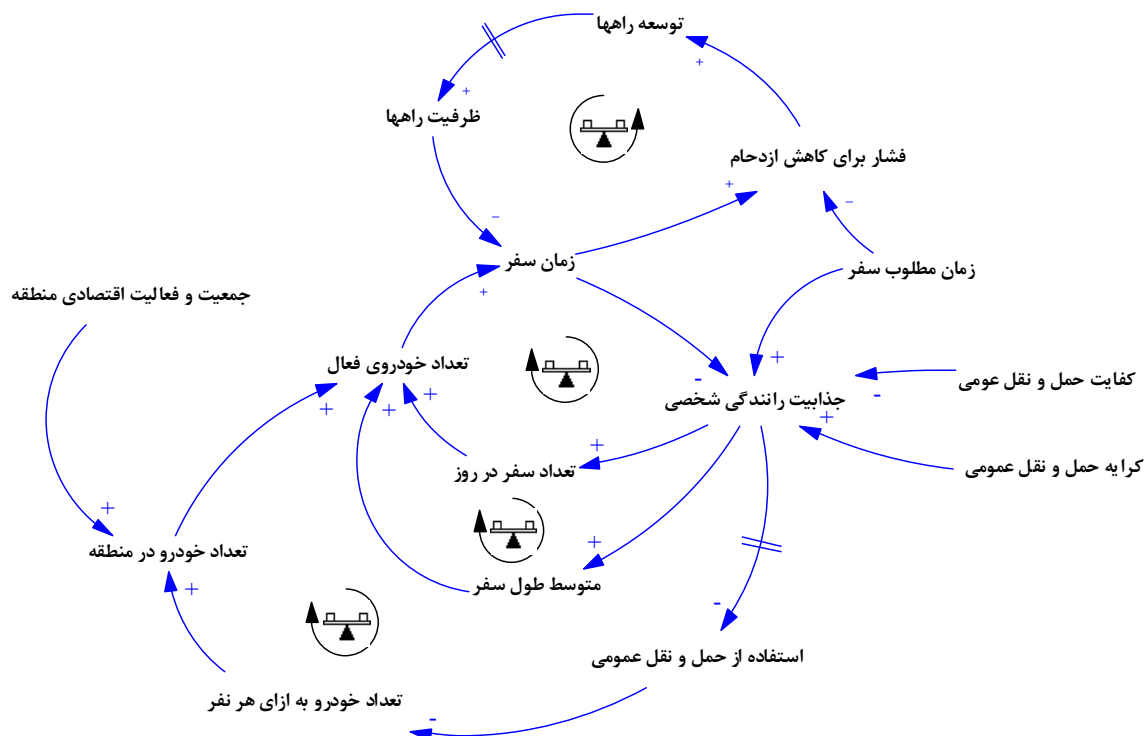 توسعه راهها
ظرفیت راهها
فشار برای کاهش ازدحام
زمان سفر
زمان مطلوب سفر
جمعیت و فعالیت اقتصادی منطقه
تعداد خودروی فعال
کفایت حمل و نقل عومی
جذابیت رانندگی شخصی
کرایه حمل و نقل عمومی
تعداد سفر در روز
تعداد خودرو در منطقه
متوسط طول سفر
استفاده از حمل و نقل عمومی
تعداد خودرو به ازای هر نفر